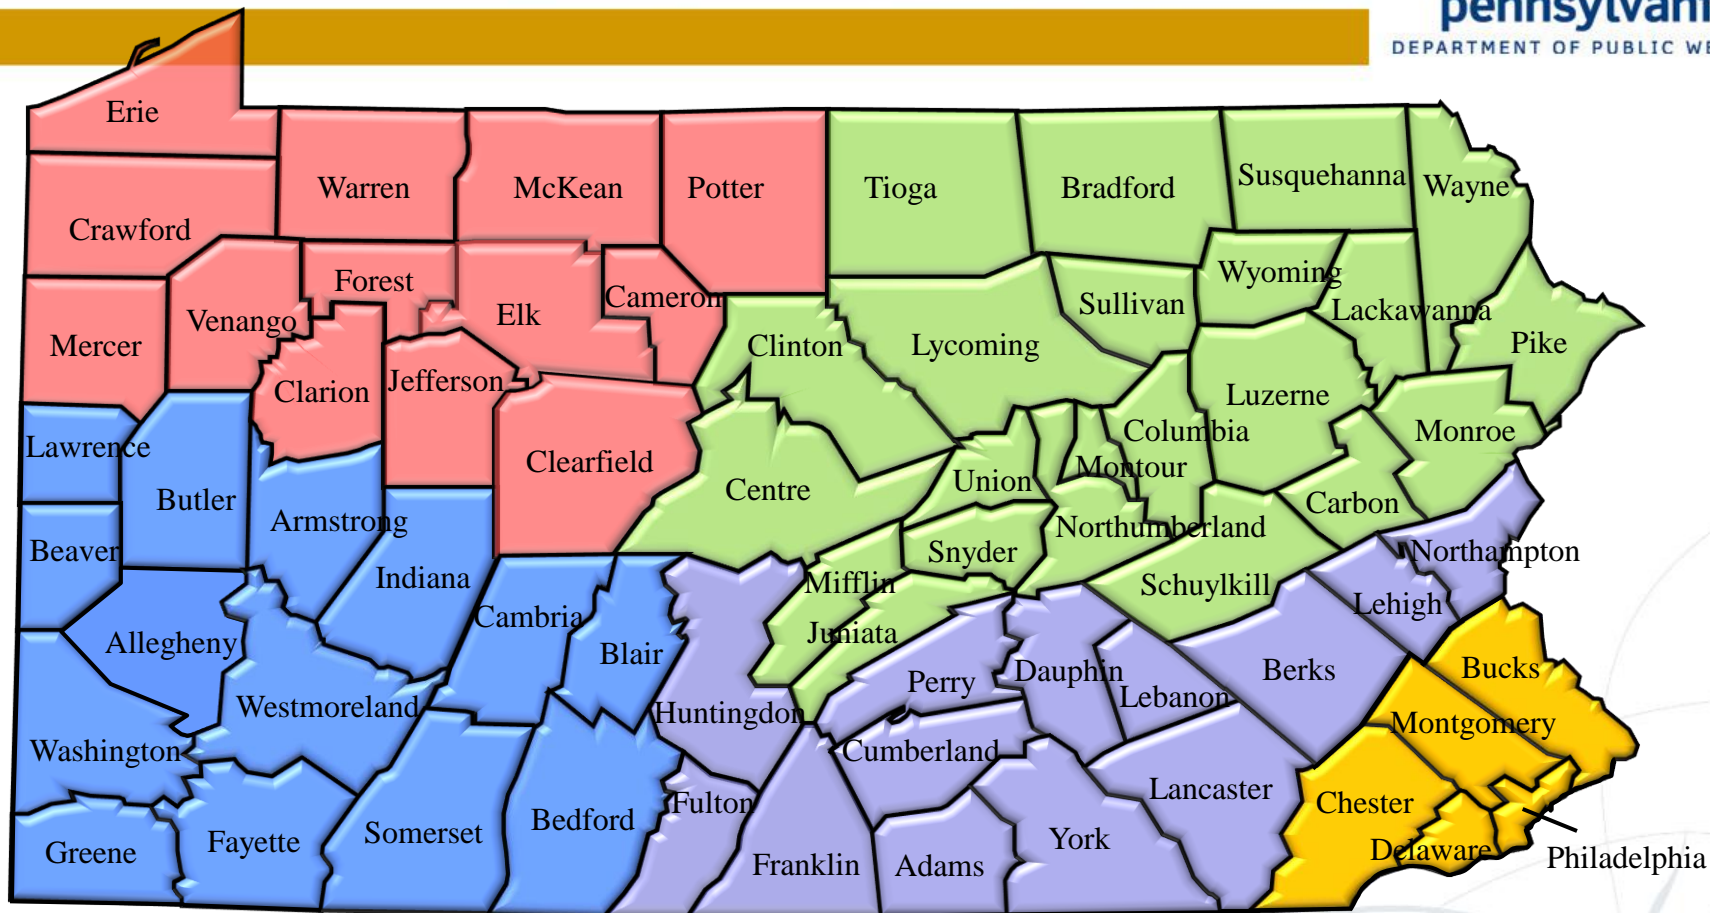 pennsylvani
DEPARTMENT OF PUBLIC WE
Erie
Warren
McKean
Potter
Tioga
Bradford
Susquehanna
Wayne
Crawford
Forest
Elk
Cameron
Wyoming
Lackawanna
Sullivan
Pike
Mercer
Venango
Clarion
Jefferson
Clinton
Lycoming
Luzerne
Columbia
Monroe
Lawrence
Butler
Clearfield
Centre
Union
Montour
Carbon
Armstrong
Beaver
Indiana
Snyder
Northumberland
Northampton
Mifflin
Schuylkill
Lehigh
Cambria
Allegheny
Blair
Juniata
Perry
Dauphin
Lebanon
Berks
Bucks
Westmoreland
Huntingdon
Montgomery
Washington
Cumberland
Lancaster
Chester
Fulton
Bedford
Somerset
Fayette
Greene
Franklin
Adams
York
Delaware
Philadelphia